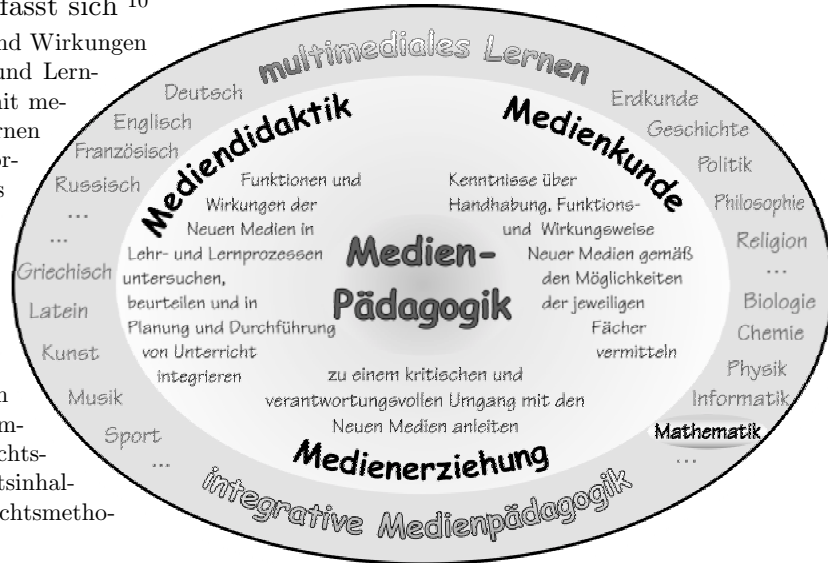 fasst sich 10
nd Wirkungen
und Lern-
mit me-
rnen
or-
s
n
m-
chts-
tsinhal-
chtsmetho-
multimediales Lernen
Deutsch
Englisch
Französisch
Russisch
...
...
Griechisch
Latein
Kunst
Musik
Sport
...
Mediendidaktik
Funktionen und
Wirkungen der
Neuen Medien in
Lehr- und Lernprozessen
untersuchen,
beurteilen und in
Planung und Durchführung
von Unterricht
integrieren
Medien-
Pädagogik
Medienkunde
Kenntnisse über
Handhabung, Funktions-
und Wirkungsweise
Neuer Medien gemäß
den Möglichkeiten
der jeweiligen
Fächer
vermitteln
zu einem kritischen und
verantwortungsvollen Umgang mit den
Neuen Medien anleiten
Medienerziehung
Erdkunde
Geschichte
Politik
Philosophie
Religion
...
Biologie
Chemie
Physik
Informatik
Mathematik
...
integrative Medienpädagogik